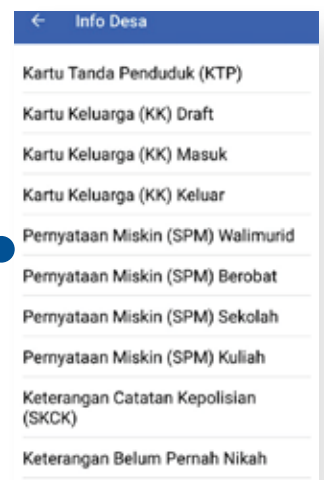 Info Desa
Kartu Tanda Penduduk (KTP)
Kartu Keluarga (KK) Draft
Kartu Keluarga (KK) Masuk
Kartu Keluarga (KK) Keluar
Pernyataan Miskin (SPM) Walimurid
Pernyataan Miskin (SPM) Berobat
Pernyataan Miskin (SPM) Sekolah
Pernyataan Miskin (SPM) Kuliah
Keterangan Catatan Kepolisian
(SKCK)
Keterangan Belum Pernah Nikah